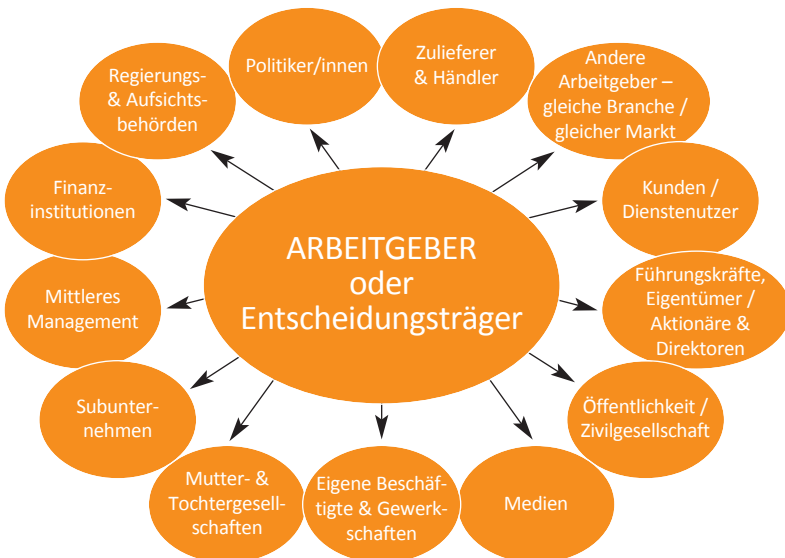 Politiker/innen
Zulieferer
& Händler
Andere
Arbeitgeber –
gleiche Branche /
gleicher Markt
Kunden /
Dienstenutzer
Führungskräfte,
Eigentümer /
Aktionäre &
Direktoren
Öffentlichkeit /
Zivilgesellschaft
Medien
Eigene Beschäf-
tigte & Gewerk-
schaften
Mutter- &
Tochtergesell-
schaften
Subunter-
nehmen
Mittleres
Management
Finanz-
institutionen
Regierungs-
& Aufsichts-
behörden
ARBEITGEBER
oder
Entscheidungsträger